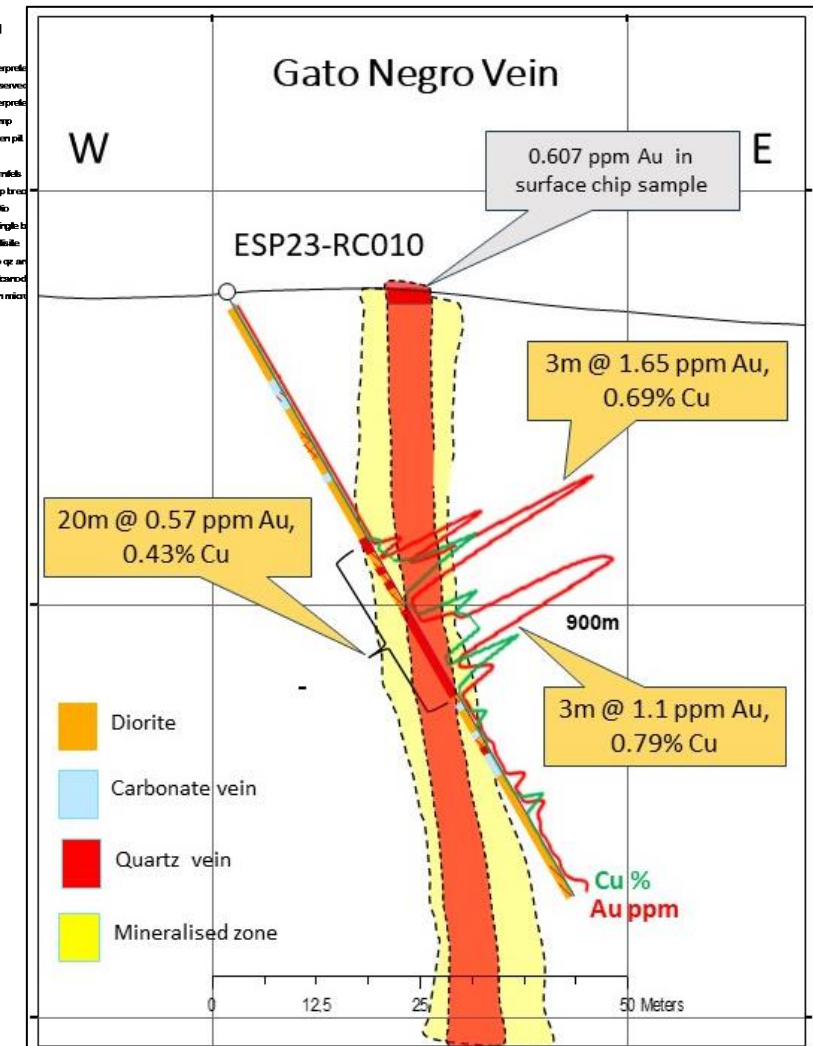 Gato Negro Vein
W
E
0.607 ppm Au in
surface chip sample
ESP23-RC010
3m @ 1.65 ppm Au,
0.69% Cu
20m @ 0.57 ppm Au,
0.43% Cu
900m
3m @ 1.1 ppm Au,
0.79% Cu
Diorite
Carbonate vein
Quartz vein
Mineralised zone
Cu %
Au ppm
0
12.5
25
50 Meters